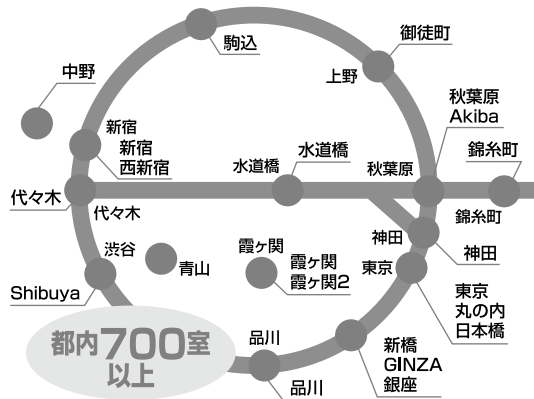 駒込
御徒町
上野
中野
秋葉原
Akiba
新宿
新宿
西新宿
水道橋
水道橋
秋葉原
錦糸町
代々木
代々木
錦糸町
神田
神田
渋谷
青山
霞ヶ関
霞ヶ関
霞ヶ関2
東京
Shibuya
東京
丸の内
日本橋
都内700室
以上
品川
品川
新橋
GINZA
銀座